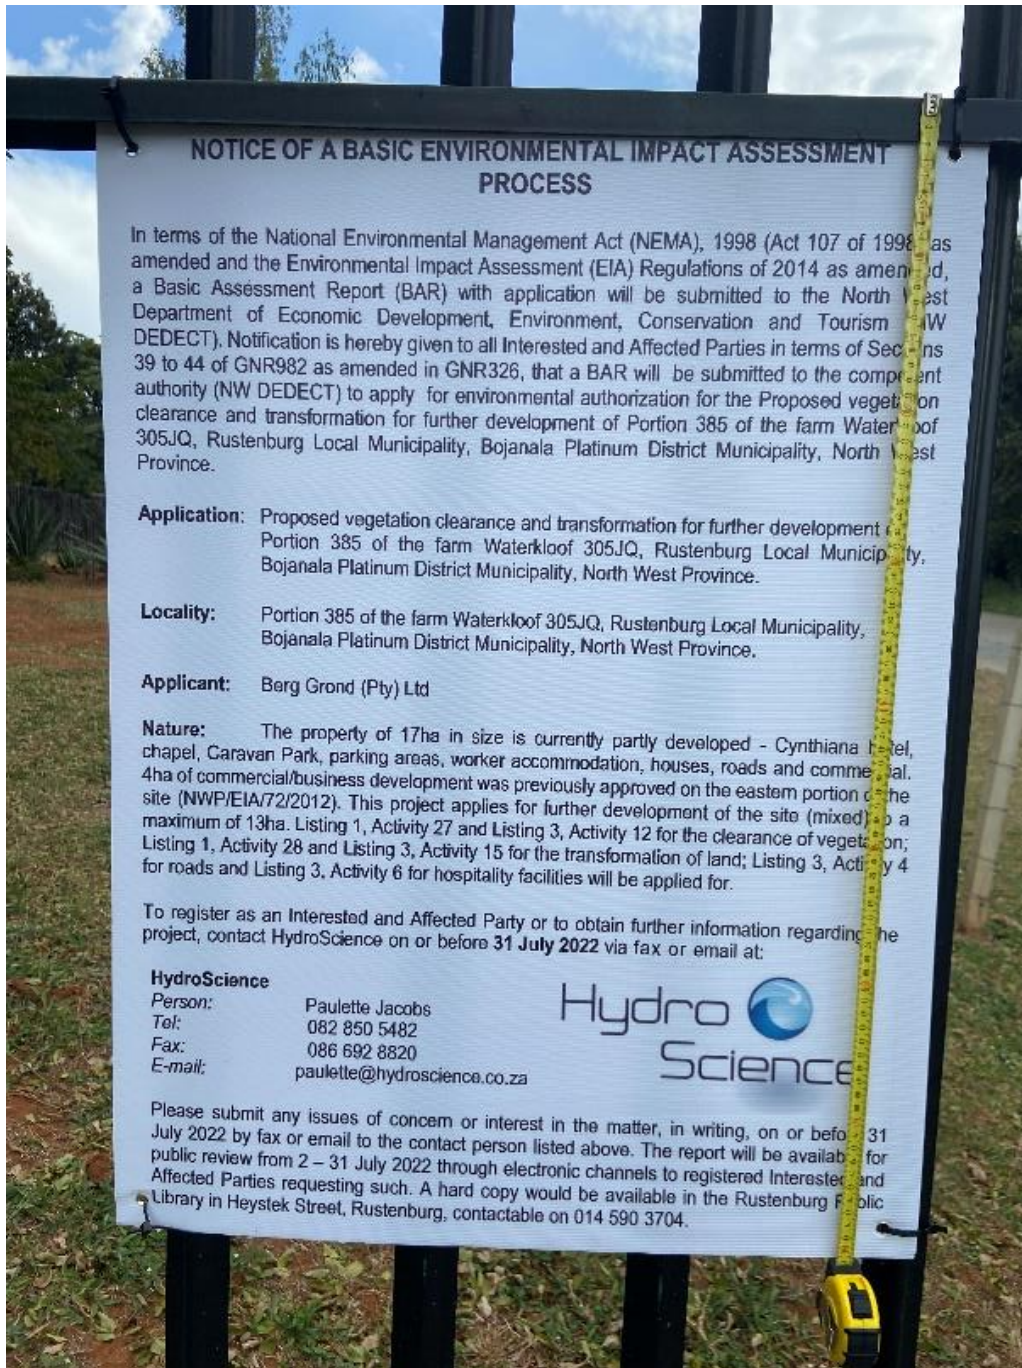 NOTICE OF A BASIC ENVIRONMENTAL IMPACT ASSESSMENT
PROCESS
In terms of the National Environmental Management Act (NEMA), 1998 (Act 107 of 1998 as
amended and the Environmental Impact Assessment (EIA) Regulations of 2014 as amended,
a Basic Assessment Report (BAR) with application will be submitted to the North West
Department of Economic Development, Environment, Conservation and Tourism NW
DEDECT). Notification is hereby given to all Interested and Affected Parties in terms of Sections
39 to 44 of GNR982 as amended in GNR326, that a BAR will be submitted to the competent
authority (NW DEDECT) to apply for environmental authorization for the Proposed vegetation
clearance and transformation for further development of Portion 385 of the farm Waterkloof
305JQ, Rustenburg Local Municipality, Bojanala Platinum District Municipality, North West
Province.
Application: Proposed vegetation clearance and transformation for further development
Portion 385 of the farm Waterkloof 305JQ, Rustenburg Local Municipality,
Bojanala Platinum District Municipality, North West Province.
Locality: Portion 385 of the farm Waterkloof 305JQ, Rustenburg Local Municipality,
Bojanala Platinum District Municipality, North West Province.
Applicant: Berg Grond (Pty) Ltd
Nature: The property of 17ha in size is currently partly developed - Cynthiana hotel,
chapel, Caravan Park, parking areas, worker accommodation, houses, roads and commercial.
4ha of commercial/business development was previously approved on the eastern portion of the
site (NWP/EIA/72/2012). This project applies for further development of the site (mixed) to a
maximum of 13ha. Listing 1, Activity 27 and Listing 3, Activity 12 for the clearance of vegetation;
Listing 1, Activity 28 and Listing 3, Activity 15 for the transformation of land; Listing 3, Activity 4
for roads and Listing 3, Activity 6 for hospitality facilities will be applied for.
To register as an Interested and Affected Party or to obtain further information regarding the
project, contact HydroScience on or before 31 July 2022 via fax or email at:
HydroScience
Person: Paulette Jacobs
Tel: 082 850 5482
Fax: 086 692 8820
E-mail: paulette@hydroscience.co.za
Hydro
Science
Please submit any issues of concern or interest in the matter, in writing, on or before 31
July 2022 by fax or email to the contact person listed above. The report will be available for
public review from 2 – 31 July 2022 through electronic channels to registered Interested and
Affected Parties requesting such. A hard copy would be available in the Rustenburg Public
Library in Heystek Street, Rustenburg, contactable on 014 590 3704.